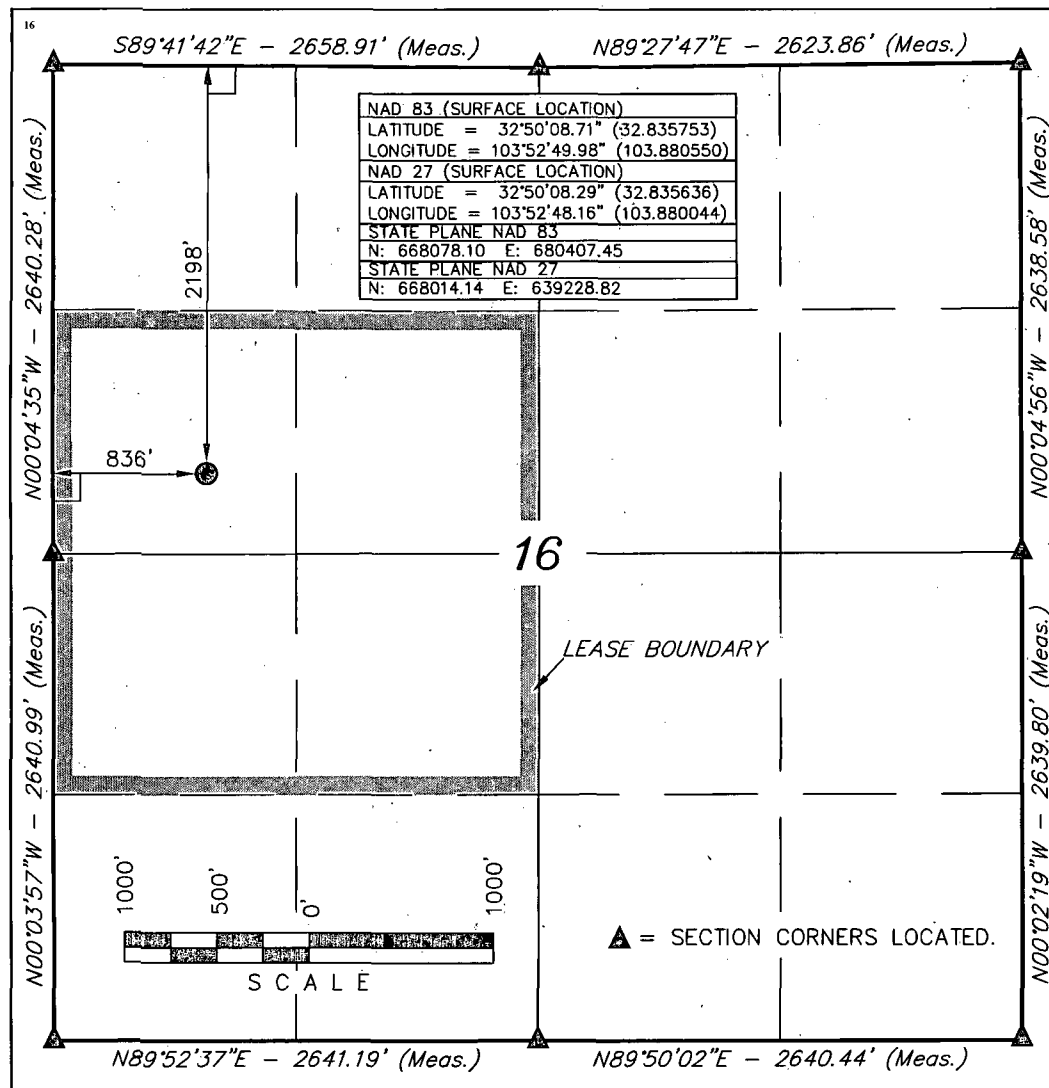 16
S89°41'42"E - 2658.91' (Meas.)
N89°27'47"E - 2623.86' (Meas.)
NAD 83 (SURFACE LOCATION)
LATITUDE = 32°50'08.71" (32.835753)
LONGITUDE = 103°52'49.98" (103.880550)
NAD 27 (SURFACE LOCATION)
LATITUDE = 32°50'08.29" (32.835636)
LONGITUDE = 103°52'48.16" (103.880044)
STATE PLANE NAD 83
N: 668078.10 E: 680407.45
STATE PLANE NAD 27
N: 668014.14 E: 639228.82
N00°04'35"W - 2640.28' (Meas.)
2198'
N00°04'56"W - 2638.58' (Meas.)
836'
16
LEASE BOUNDARY
N00°03'57"W - 2640.99' (Meas.)
N00°02'19"W - 2639.80' (Meas.)
1000'
500'
0'
1000'
SCALE
= SECTION CORNERS LOCATED.
N89°52'37"E - 2641.19' (Meas.)
N89°50'02"E - 2640.44' (Meas.)